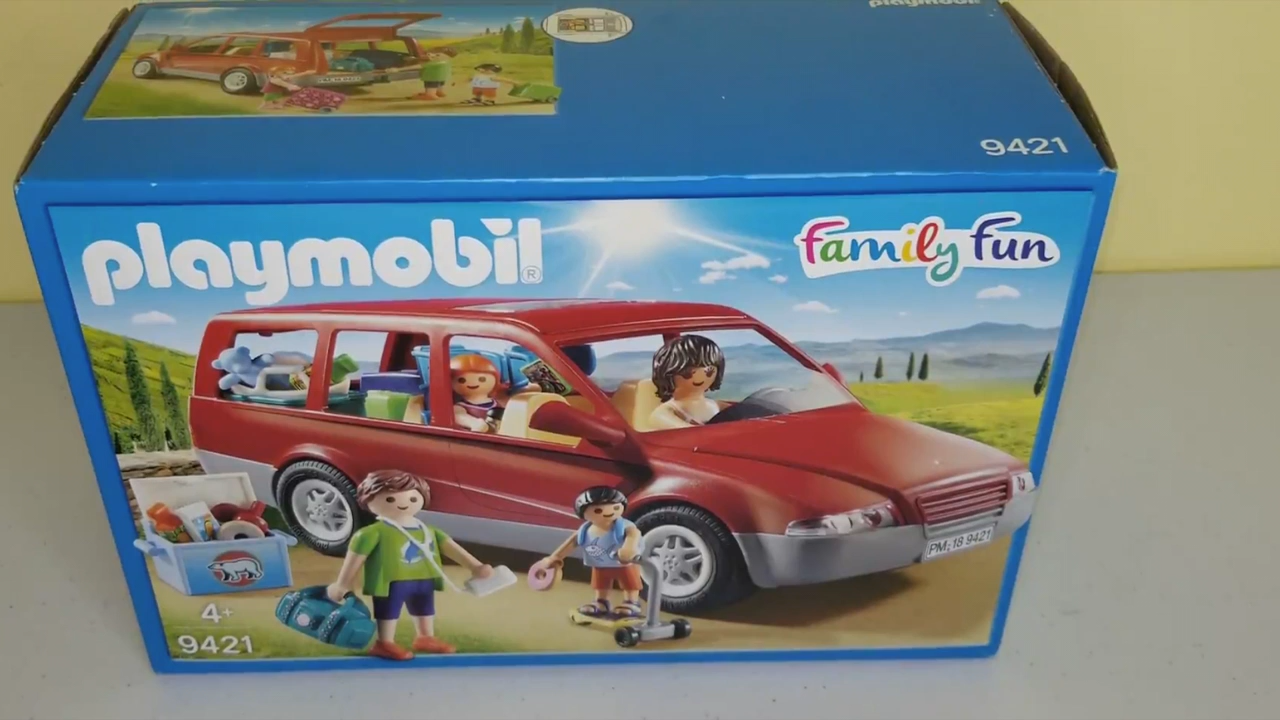 playmobil
9421
playmobil®
family fun
PM;18 9421
4+
9421